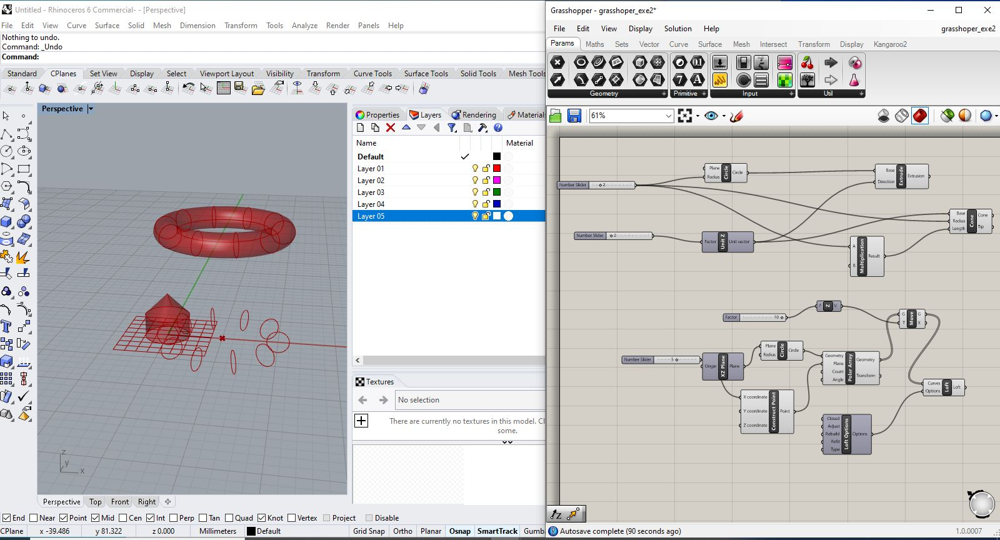 Untitled - Rhinoceros 6 Commercial- - [Perspective]
File Edit View Curve Surface Solid Mesh Dimension Transform Tools Analyze Render Panels Help
Nothing to undo.
Command: _Undo
Command:
Standard CPlanes Set View Display Select Viewport Layout Visibility Transform Curve Tools Surface Tools Solid Tools Mesh Tools
Perspective
Properties Layers Rendering Materials
Name Material
Default
Layer 01
Layer 02
Layer 03
Layer 04
Layer 05
Textures
No selection
There are currently no textures in this model. Cl
some.
z
y
x
Perspective Top Front Right
End Near Point Mid Cen Int Perp Tan Quad Knot Vertex Project Disable
CPlane x -39.486 y 81.322 z 0.000 Millimeters Default Grid Snap Ortho Planar Osnap SmartTrack Gumb
Grasshopper - grasshoper_exe2*
File Edit View Display Solution Help grasshoper_exe2
Params Maths Sets Vector Curve Surface Mesh Intersect Transform Display Kangaroo2
Geometry Primitive Input Util
61%
Number Slider 2
Plane
Radius
Circle
Circle
Base
Direction
Extrude
Extrusion
Number Slider 2
Factor
Unit Z
Unit vector
Base
Radius
Length
Cone
Cone
Tip
A
B
Multiplication
Result
Factor 10
F Z V
G
T
Move
G
X
Number Slider 5
Origin
XZ Plane
Plane
Plane
Radius
Circle
Circle
Geometry
Plane
Count
Angle
Polar Array
Geometry
Transform
X coordinate
Y coordinate
Z coordinate
Construct Point
Point
Curves
Options
Loft
Loft
Closed
Adjust
Rebuild
Refit
Type
Loft Options
Options
Autosave complete (90 seconds ago) 1.0.0007